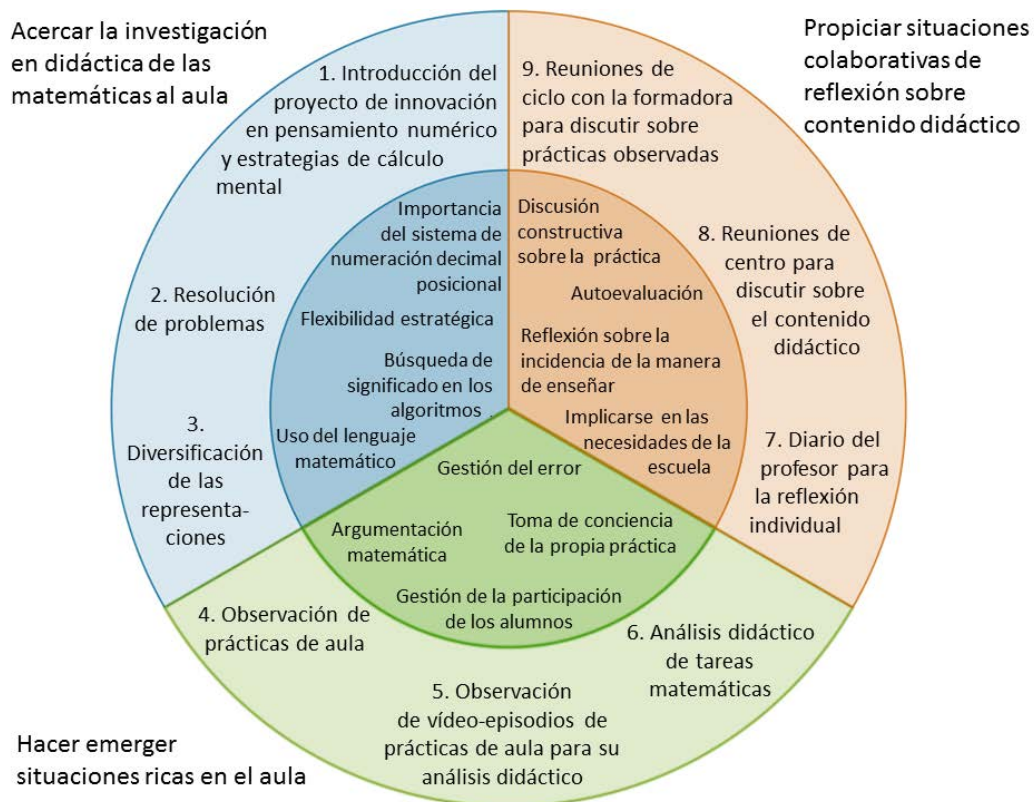 Acercar la investigación
en didáctica de las
matemáticas al aula
1. Introducción del
proyecto de innovación
en pensamiento numérico
y estrategias de cálculo
mental
2. Resolución
de problemas
3.
Diversificación
de las
representa-
ciones
Importancia
del sistema de
numeración decimal
posicional
Flexibilidad estratégica
Búsqueda de
significado en los
algoritmos .
Uso del lenguaje
matemático
Propiciar situaciones
colaborativas de
reflexión sobre
contenido didáctico
9. Reuniones de
ciclo con la formadora
para discutir sobre
prácticas observadas
8. Reuniones de
centro para
discutir sobre
el contenido
didáctico
7. Diario del
profesor para
la reflexión
individual
Discusión
constructiva
sobre la práctica
Autoevaluación
Reflexión sobre la
incidencia de la manera
de enseñar
Implicarse en las
necesidades de la
escuela
Gestión del error
Argumentación
matemática
Toma de conciencia
de la propia práctica
Gestión de la participación
de los alumnos
4. Observación de
prácticas de aula
5. Observación
de vídeo-episodios de
prácticas de aula para su
análisis didáctico
6. Análisis didáctico
de tareas
matemáticas
Hacer emerger
situaciones ricas en el aula